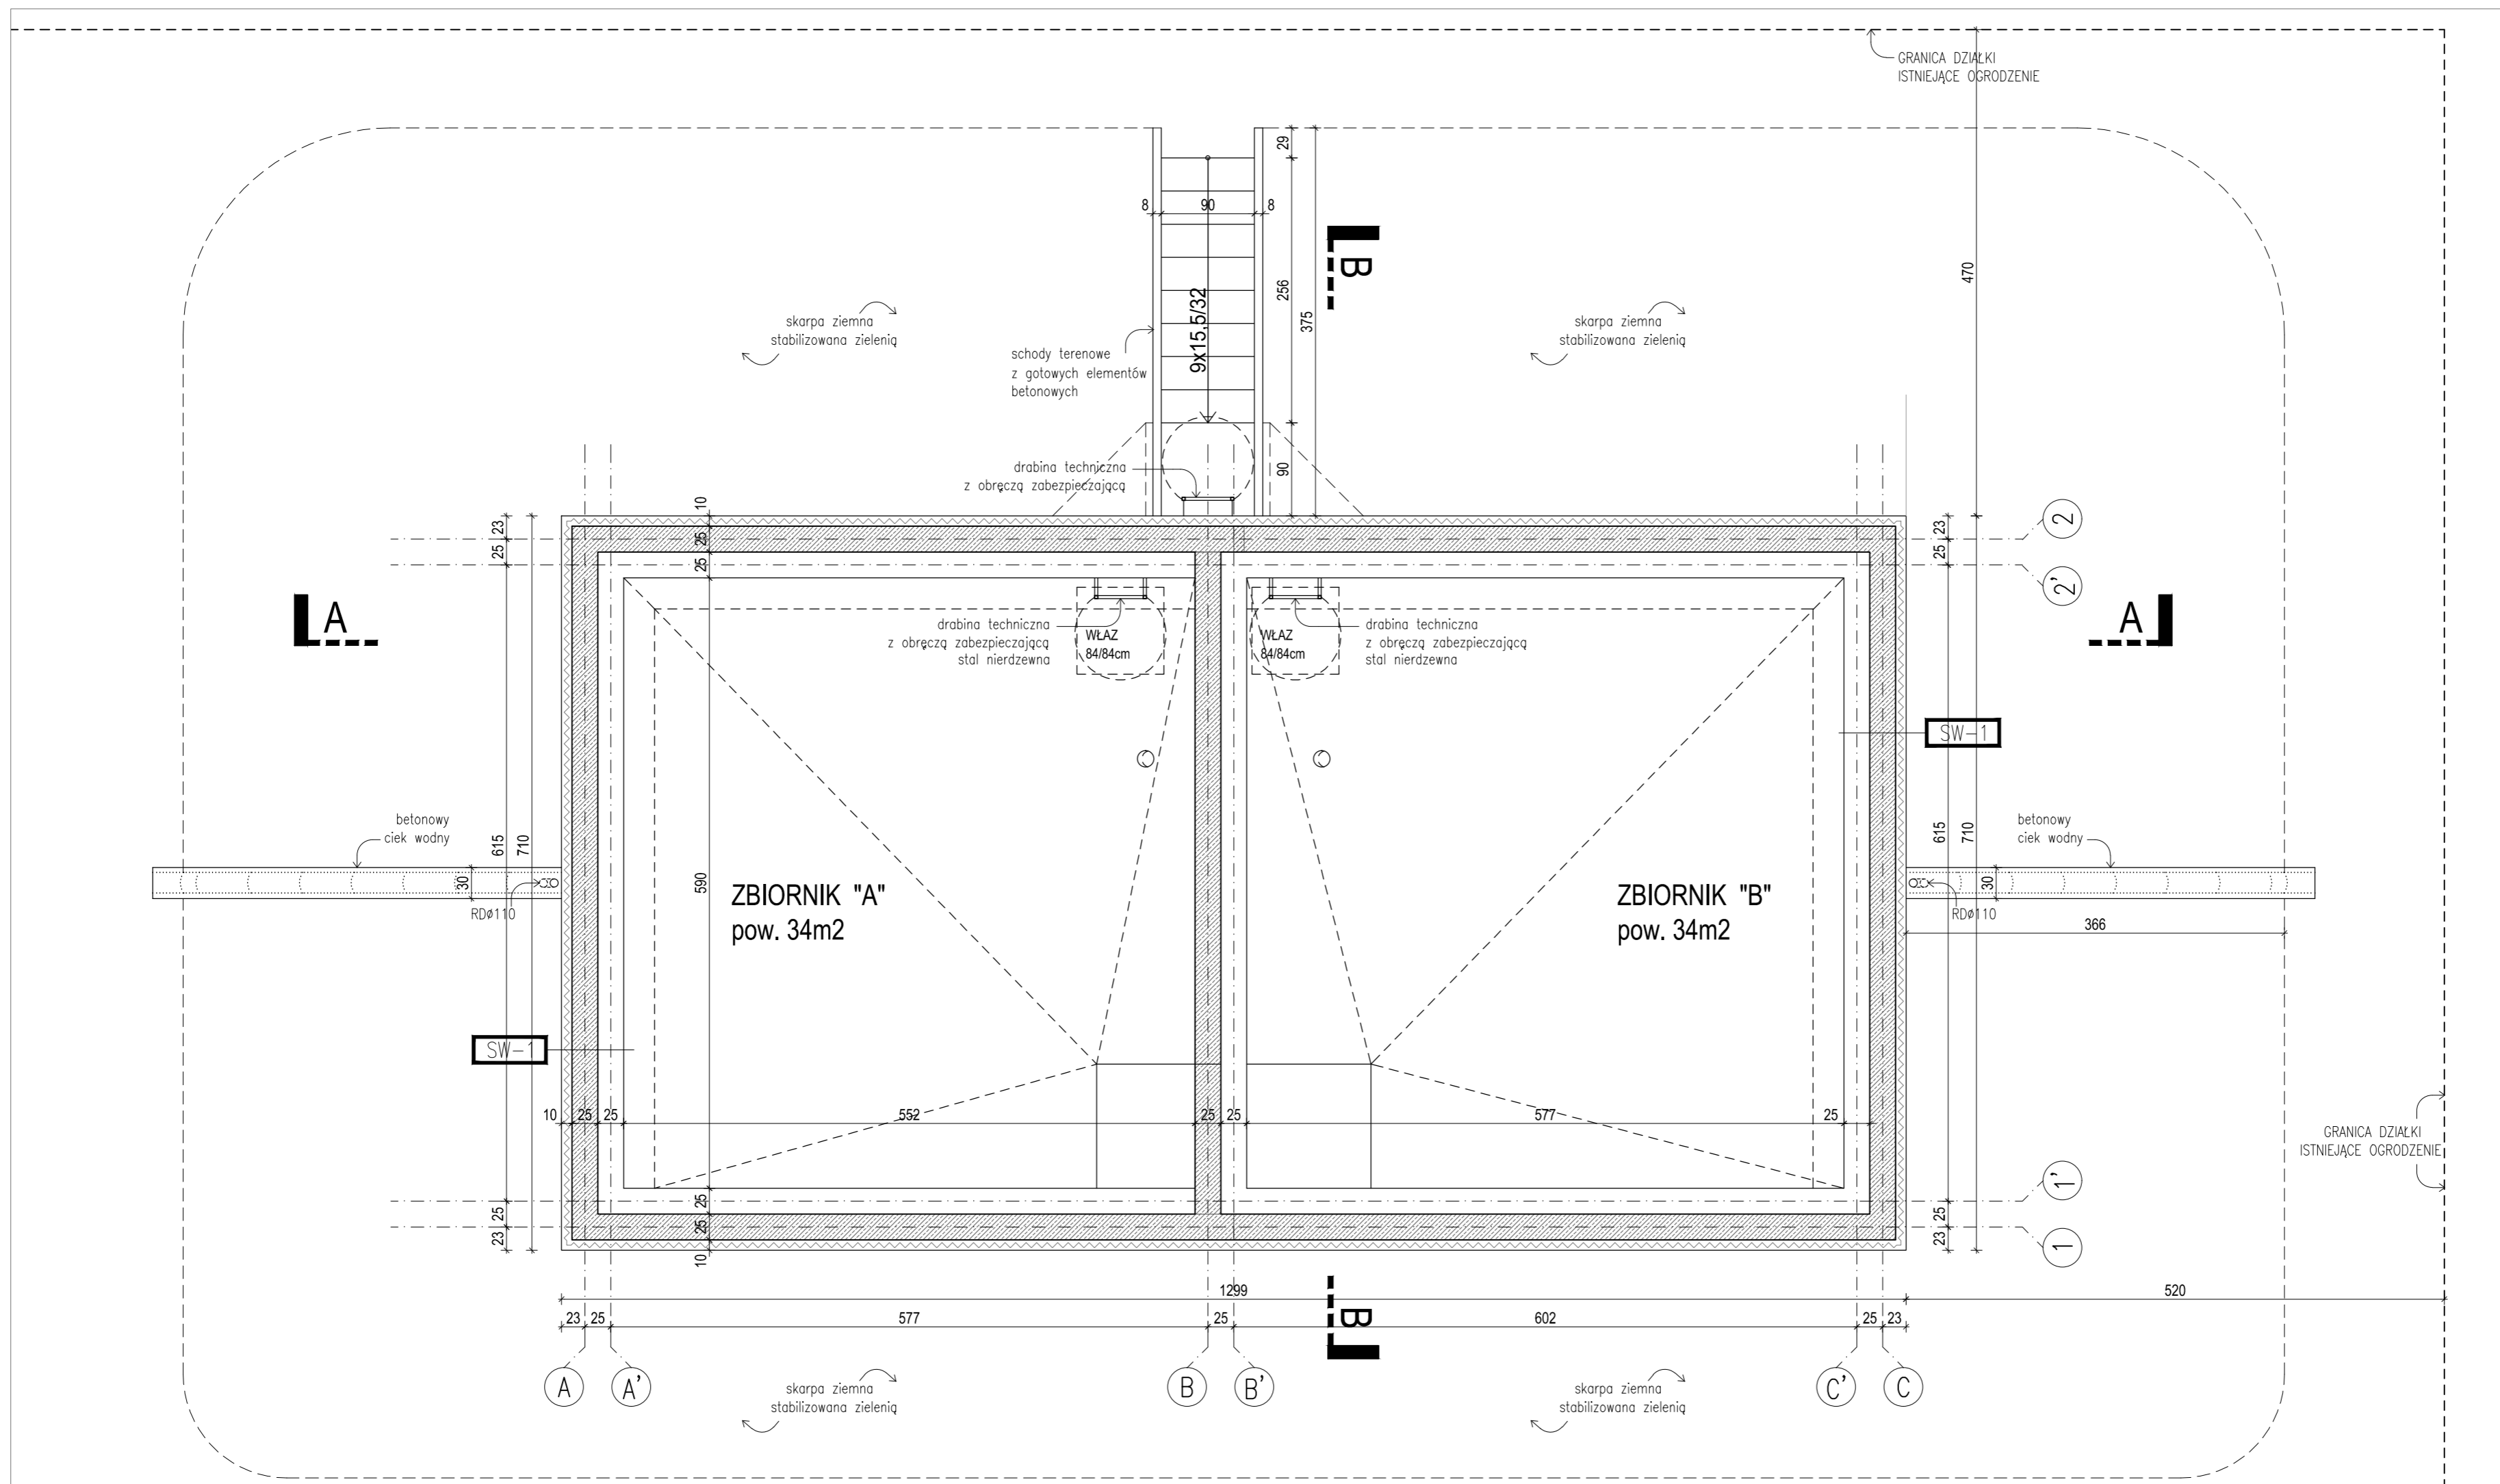 GRANICA DZIAŁKI
ISTNIEJĄCE OGRODZENIE
29
8 90 8
B
470
256
375
9x15,5/32
skarpa ziemna
stabilizowana zielenią
skarpa ziemna
stabilizowana zielenią
schody terenowe
z gotowych elementów
betonowych
drabina techniczna
z obręczą zabezpieczającą
90
10
23
25
25
25
23
25
2
2'
A
A
drabina techniczna
z obręczą zabezpieczającą
stal nierdzewna
WŁAZ
84/84cm
WŁAZ
84/84cm
drabina techniczna
z obręczą zabezpieczającą
stal nierdzewna
SW-1
betonowy
ciek wodny
615
710
615
710
betonowy
ciek wodny
30
590
30
RDø110
RDø110
ZBIORNIK "A"
pow. 34m2
ZBIORNIK "B"
pow. 34m2
366
SW-1
10 25 25 552 25 25 577 25
GRANICA DZIAŁKI
ISTNIEJĄCE OGRODZENIE
1'
25
23
25
25
10
25
23
1
1299 520
23 25 577 25 602 25 23
B
A A' B B' C' C
skarpa ziemna
stabilizowana zielenią
skarpa ziemna
stabilizowana zielenią